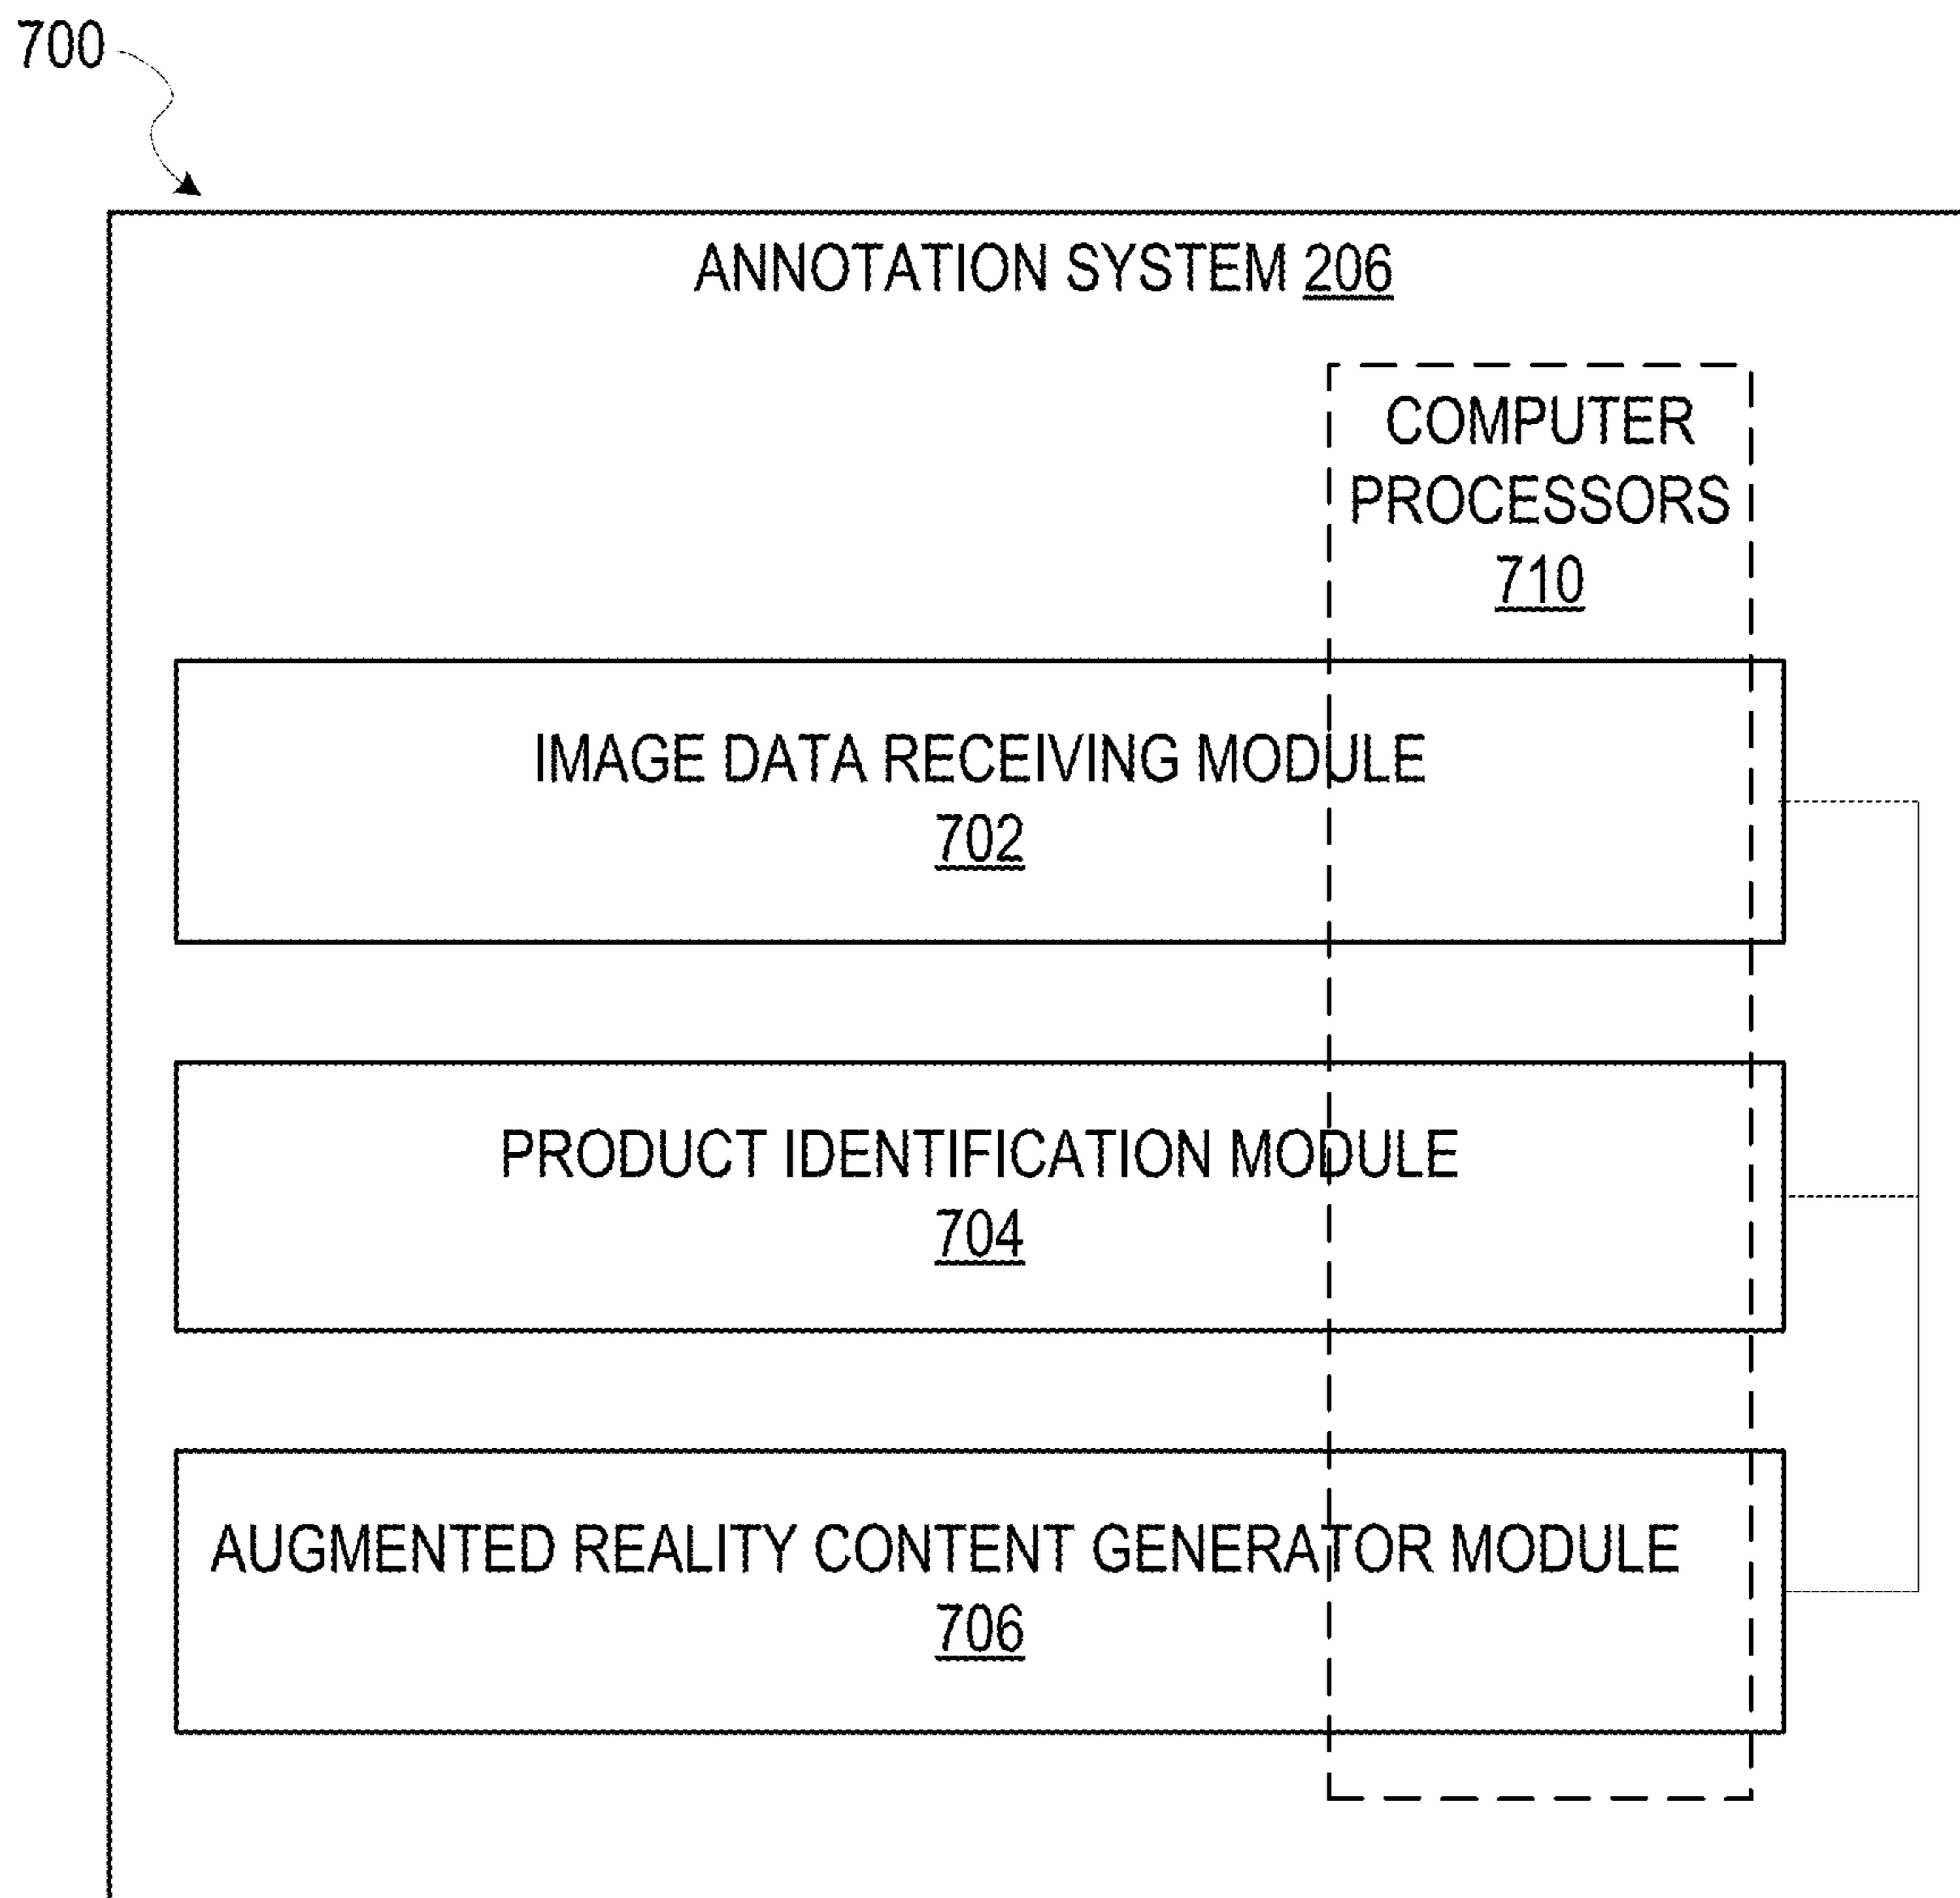 700
ANNOTATION SYSTEM 206
COMPUTER
PROCESSORS
710
IMAGE DATA RECEIVING MODULE
702
PRODUCT IDENTIFICATION MODULE
704
AUGMENTED REALITY CONTENT GENERATOR MODULE
706